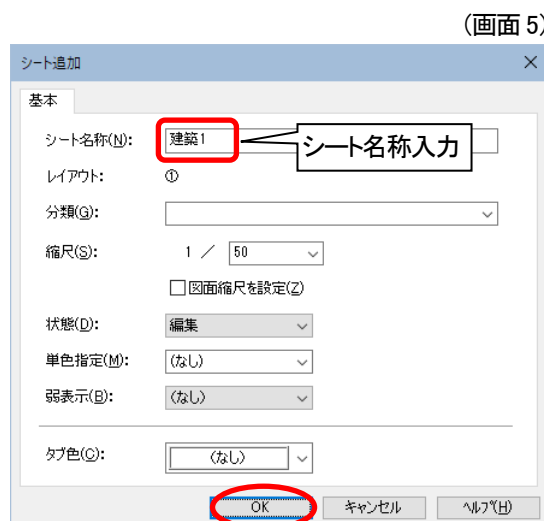 (画面 5)
シート追加
基本
シート名称(N): 建築1
シート名称入力
レイアウト: ①
分類(G):
縮尺(S): 1 / 50
図面縮尺を設定(Z)
状態(D): 編集
単色指定(M): (なし)
弱表示(B): (なし)
タブ色(C): (なし)
OK キャンセル ヘルプ(H)